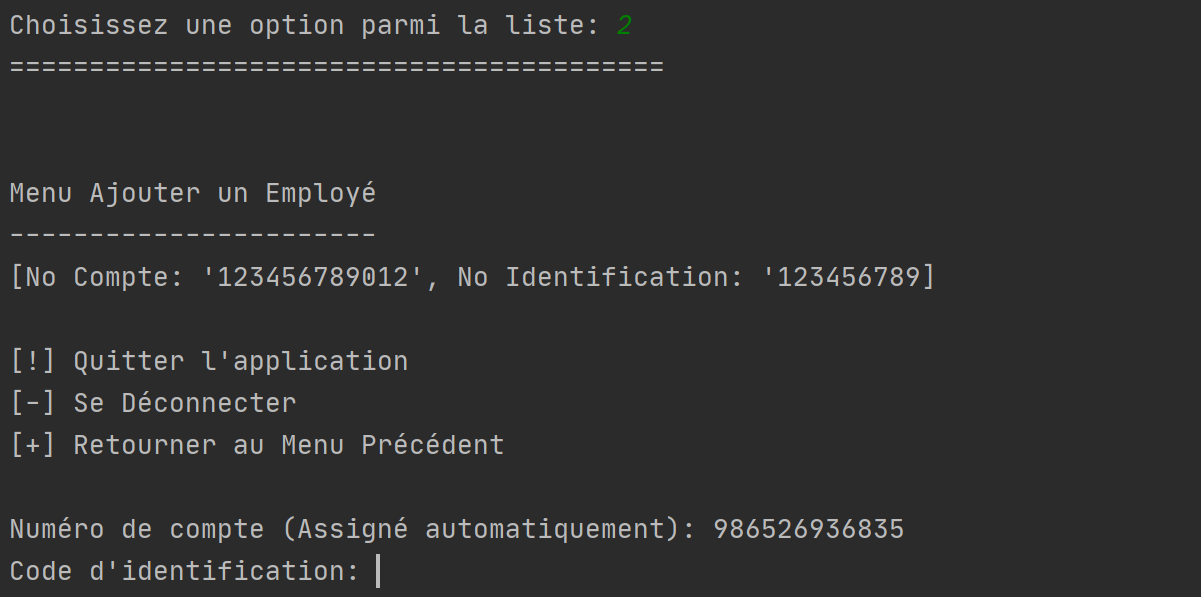 Choisissez une option parmi la liste: 2
=========================================
Menu Ajouter un Employé
-----------------------
[No Compte: '123456789012', No Identification: '123456789]
[!] Quitter l'application
[-] Se Déconnecter
[+] Retourner au Menu Précédent
Numéro de compte (Assigné automatiquement): 986526936835
Code d'identification: